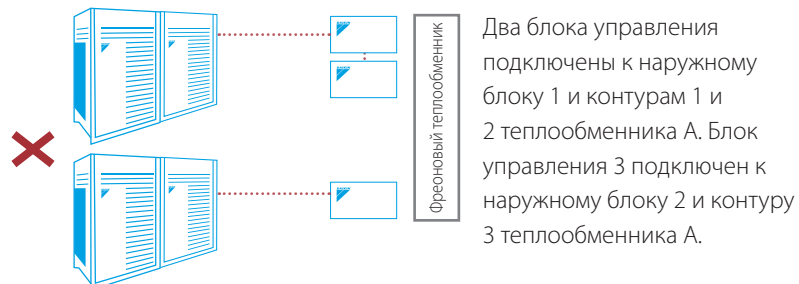 Фреоновый теплообменник
Два блока управления
подключены к наружному
блоку 1 и контурам 1 и
2 теплообменника А. Блок
управления 3 подключен к
наружному блоку 2 и контуру
3 теплообменника А.